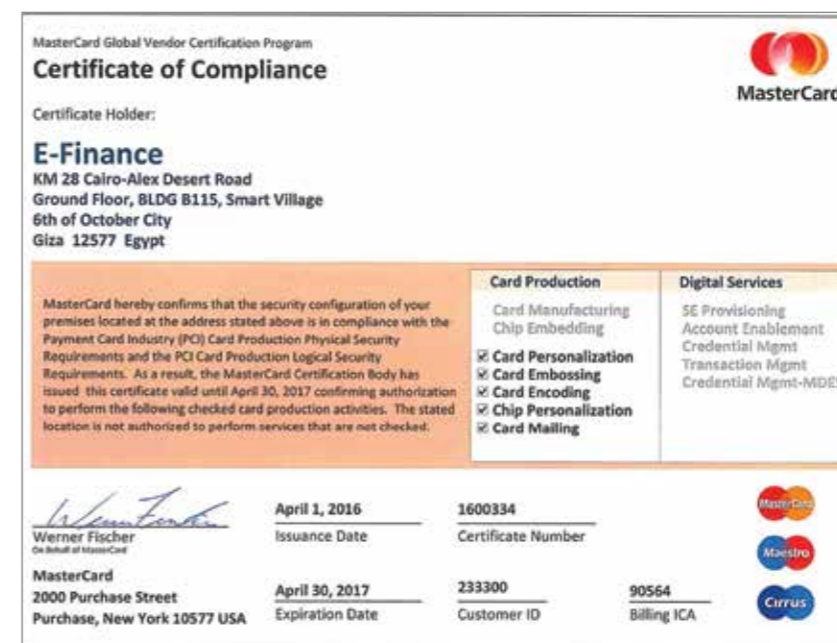 MasterCard Global Vendor Certification Program
Certificate of Compliance
MasterCard
Certificate Holder:
E-Finance
KM 28 Cairo-Alex Desert Road
Ground Floor, BLDG B115, Smart Village
6th of October City
Giza 12577 Egypt
MasterCard hereby confirms that the security configuration of your
premises located at the address stated above is in compliance with the
Payment Card Industry (PCI) Card Production Physical Security
Requirements and the PCI Card Production Logical Security
Requirements. As a result, the MasterCard Certification Body has
issued this certificate valid until April 30, 2017 confirming authorization
to perform the following checked card production activities. The stated
location is not authorized to perform services that are not checked.
Card Production
Card Manufacturing
Chip Embedding
☑ Card Personalization
☑ Card Embossing
☑ Card Encoding
☑ Chip Personalization
☑ Card Mailing
Digital Services
SE Provisioning
Account Enablement
Credential Mgmt
Transaction Mgmt
Credential Mgmt-MDES
Werner Fischer
On Behalf of MasterCard
MasterCard
2000 Purchase Street
Purchase, New York 10577 USA
April 1, 2016
Issuance Date
1600334
Certificate Number
April 30, 2017
Expiration Date
233300
Customer ID
90564
Billing ICA
MasterCard
Maestro
Cirrus